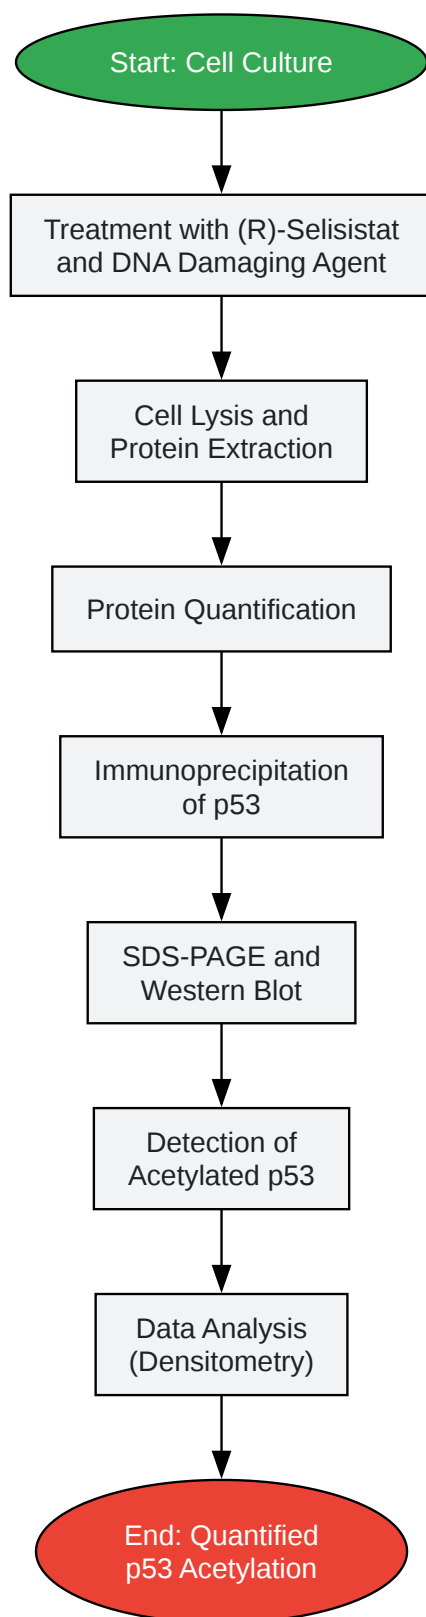 Start: Cell Culture
Treatment with (R)-Selisistat
and DNA Damaging Agent
Cell Lysis and
Protein Extraction
Protein Quantification
Immunoprecipitation
of p53
SDS-PAGE and
Western Blot
Detection of
Acetylated p53
Data Analysis
(Densitometry)
End: Quantified
p53 Acetylation